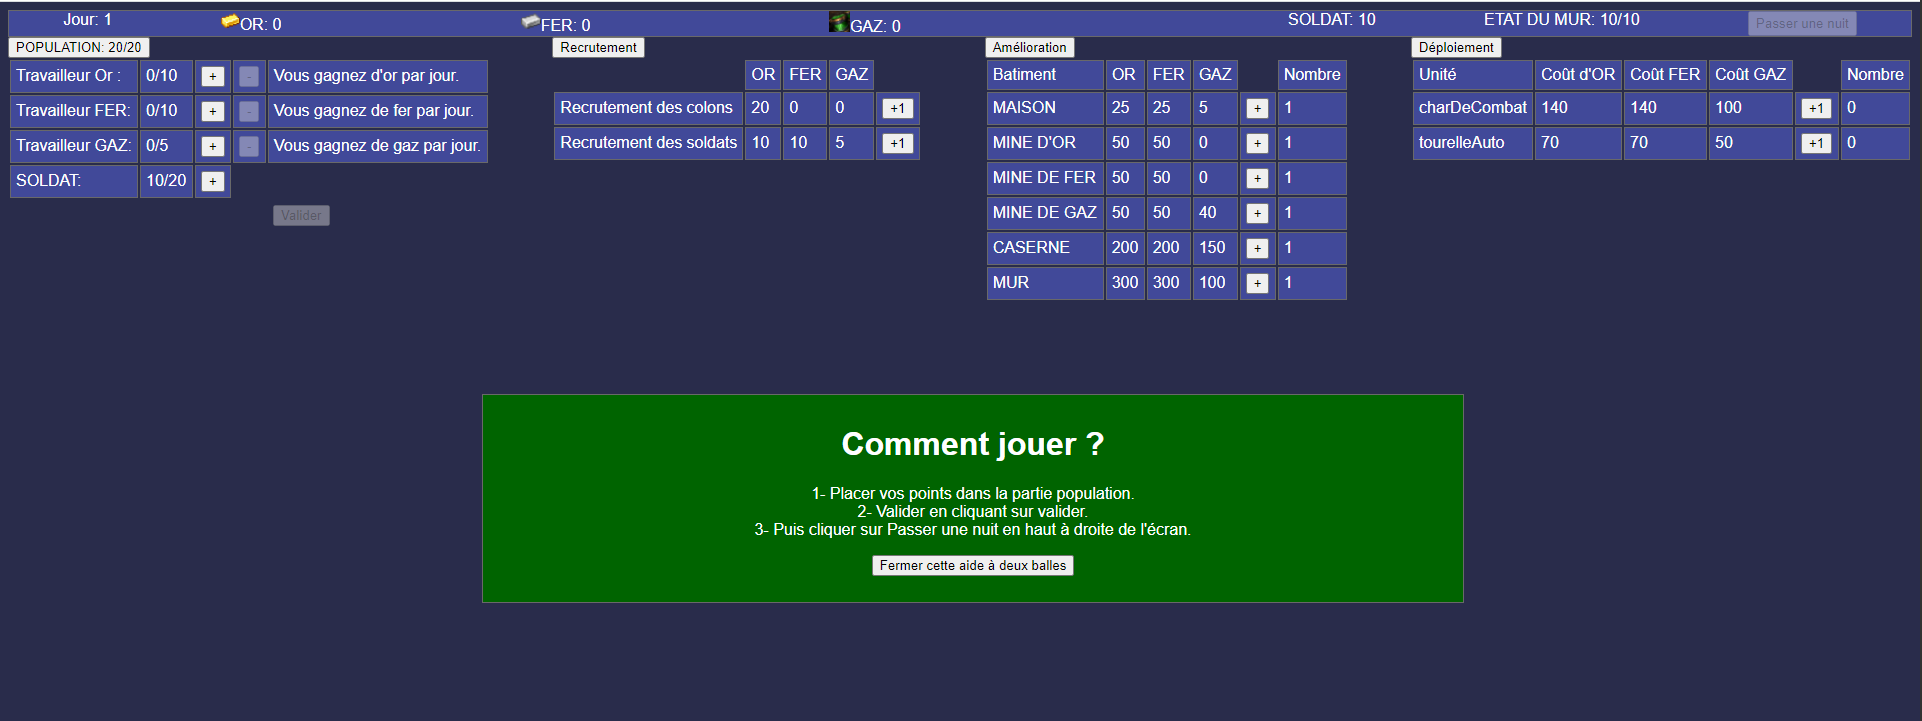 Jour: 1 OR: 0 FER: 0 GAZ: 0 SOLDAT: 10 ETAT DU MUR: 10/10 Passer une nuit
POPULATION: 20/20
Travailleur Or : 0/10 + - Vous gagnez d'or par jour.
Travailleur FER: 0/10 + - Vous gagnez de fer par jour.
Travailleur GAZ: 0/5 + - Vous gagnez de gaz par jour.
SOLDAT: 10/20 +
Valider
Recrutement
OR FER GAZ
Recrutement des colons 20 0 0 +1
Recrutement des soldats 10 10 5 +1
Amélioration
Batiment OR FER GAZ Nombre
MAISON 25 25 5 + 1
MINE D'OR 50 50 0 + 1
MINE DE FER 50 50 0 + 1
MINE DE GAZ 50 50 40 + 1
CASERNE 200 200 150 + 1
MUR 300 300 100 + 1
Déploiement
Unité Coût d'OR Coût FER Coût GAZ Nombre
charDeCombat 140 140 100 +1 0
tourelleAuto 70 70 50 +1 0
Comment jouer ?
1- Placer vos points dans la partie population.
2- Valider en cliquant sur valider.
3- Puis cliquer sur Passer une nuit en haut à droite de l'écran.
Fermer cette aide à deux balles